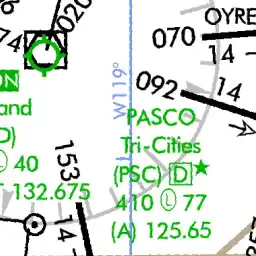 OYRE
020
74
070
14
092
14
W119°
ON
and
D)
Ⓛ 40
T 132.675
PASCO
Tri-Cities
(PSC) D★
410 Ⓛ 77
(A) 125.65
153
14